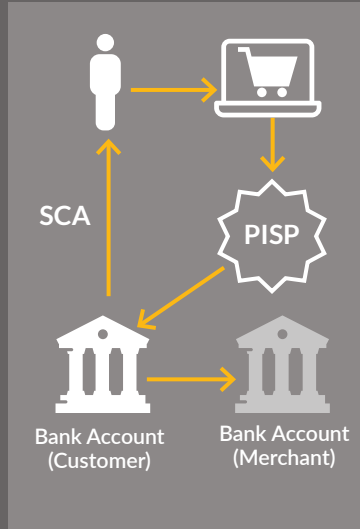 SCA
PISP
Bank Account
(Customer)
Bank Account
(Merchant)